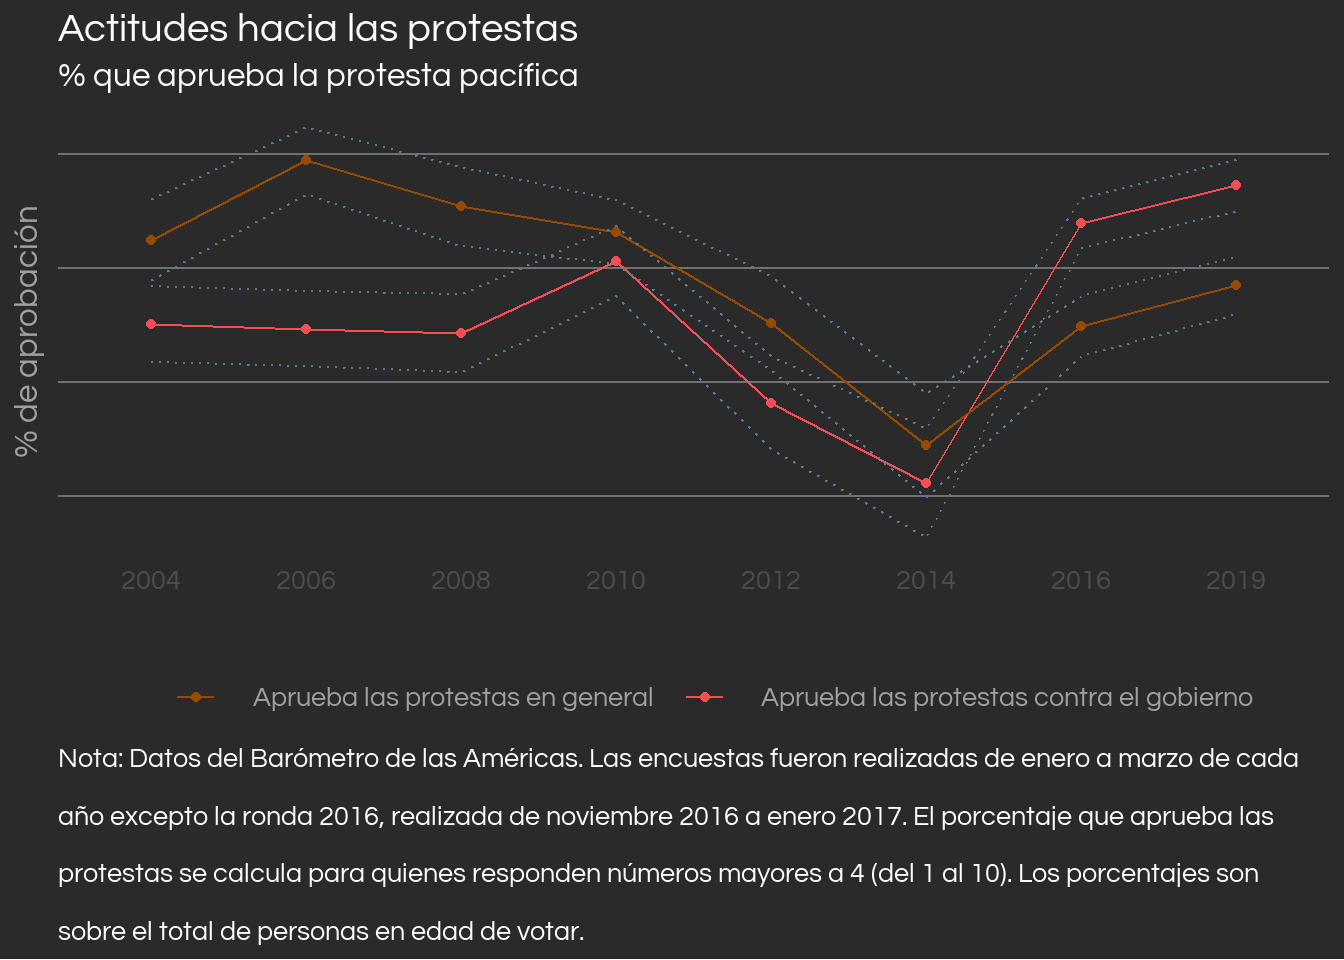 Actitudes hacia las protestas
% que aprueba la protesta pacífica
% de aprobación
2004 2006 2008 2010 2012 2014 2016 2019
Aprueba las protestas en general Aprueba las protestas contra el gobierno
Nota: Datos del Barómetro de las Américas. Las encuestas fueron realizadas de enero a marzo de cada
año excepto la ronda 2016, realizada de noviembre 2016 a enero 2017. El porcentaje que aprueba las
protestas se calcula para quienes responden números mayores a 4 (del 1 al 10). Los porcentajes son
sobre el total de personas en edad de votar.